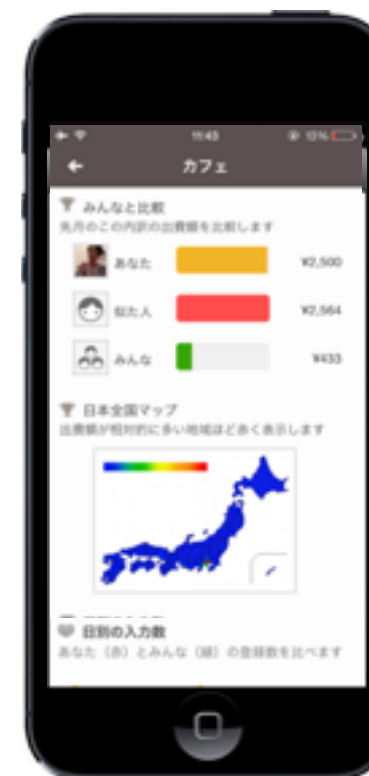 11:43
13%
カフェ
みんなと比較
先月のこの内訳の出費額を比較します
あなた ¥2,500
似た人 ¥2,564
みんな ¥433
日本全国マップ
出費額が相対的に多い地域ほど赤く表示します
日別の入力数
あなた（赤）とみんな（緑）の登録数を比べます